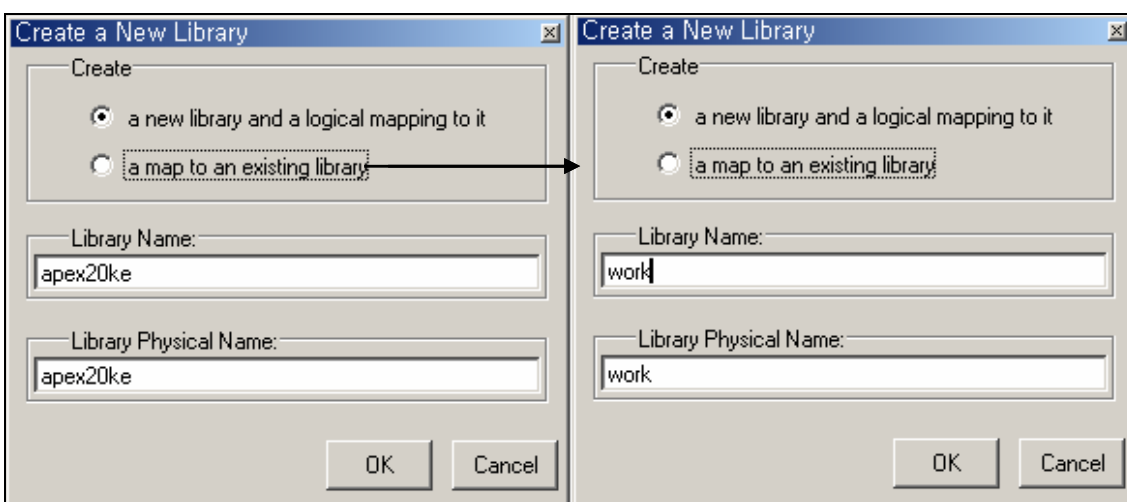 Create a New Library
Create
a new library and a logical mapping to it
a map to an existing library
Library Name:
apex20ke
Library Physical Name:
apex20ke
OK Cancel
Create a New Library
Create
a new library and a logical mapping to it
a map to an existing library
Library Name:
work
Library Physical Name:
work
OK Cancel